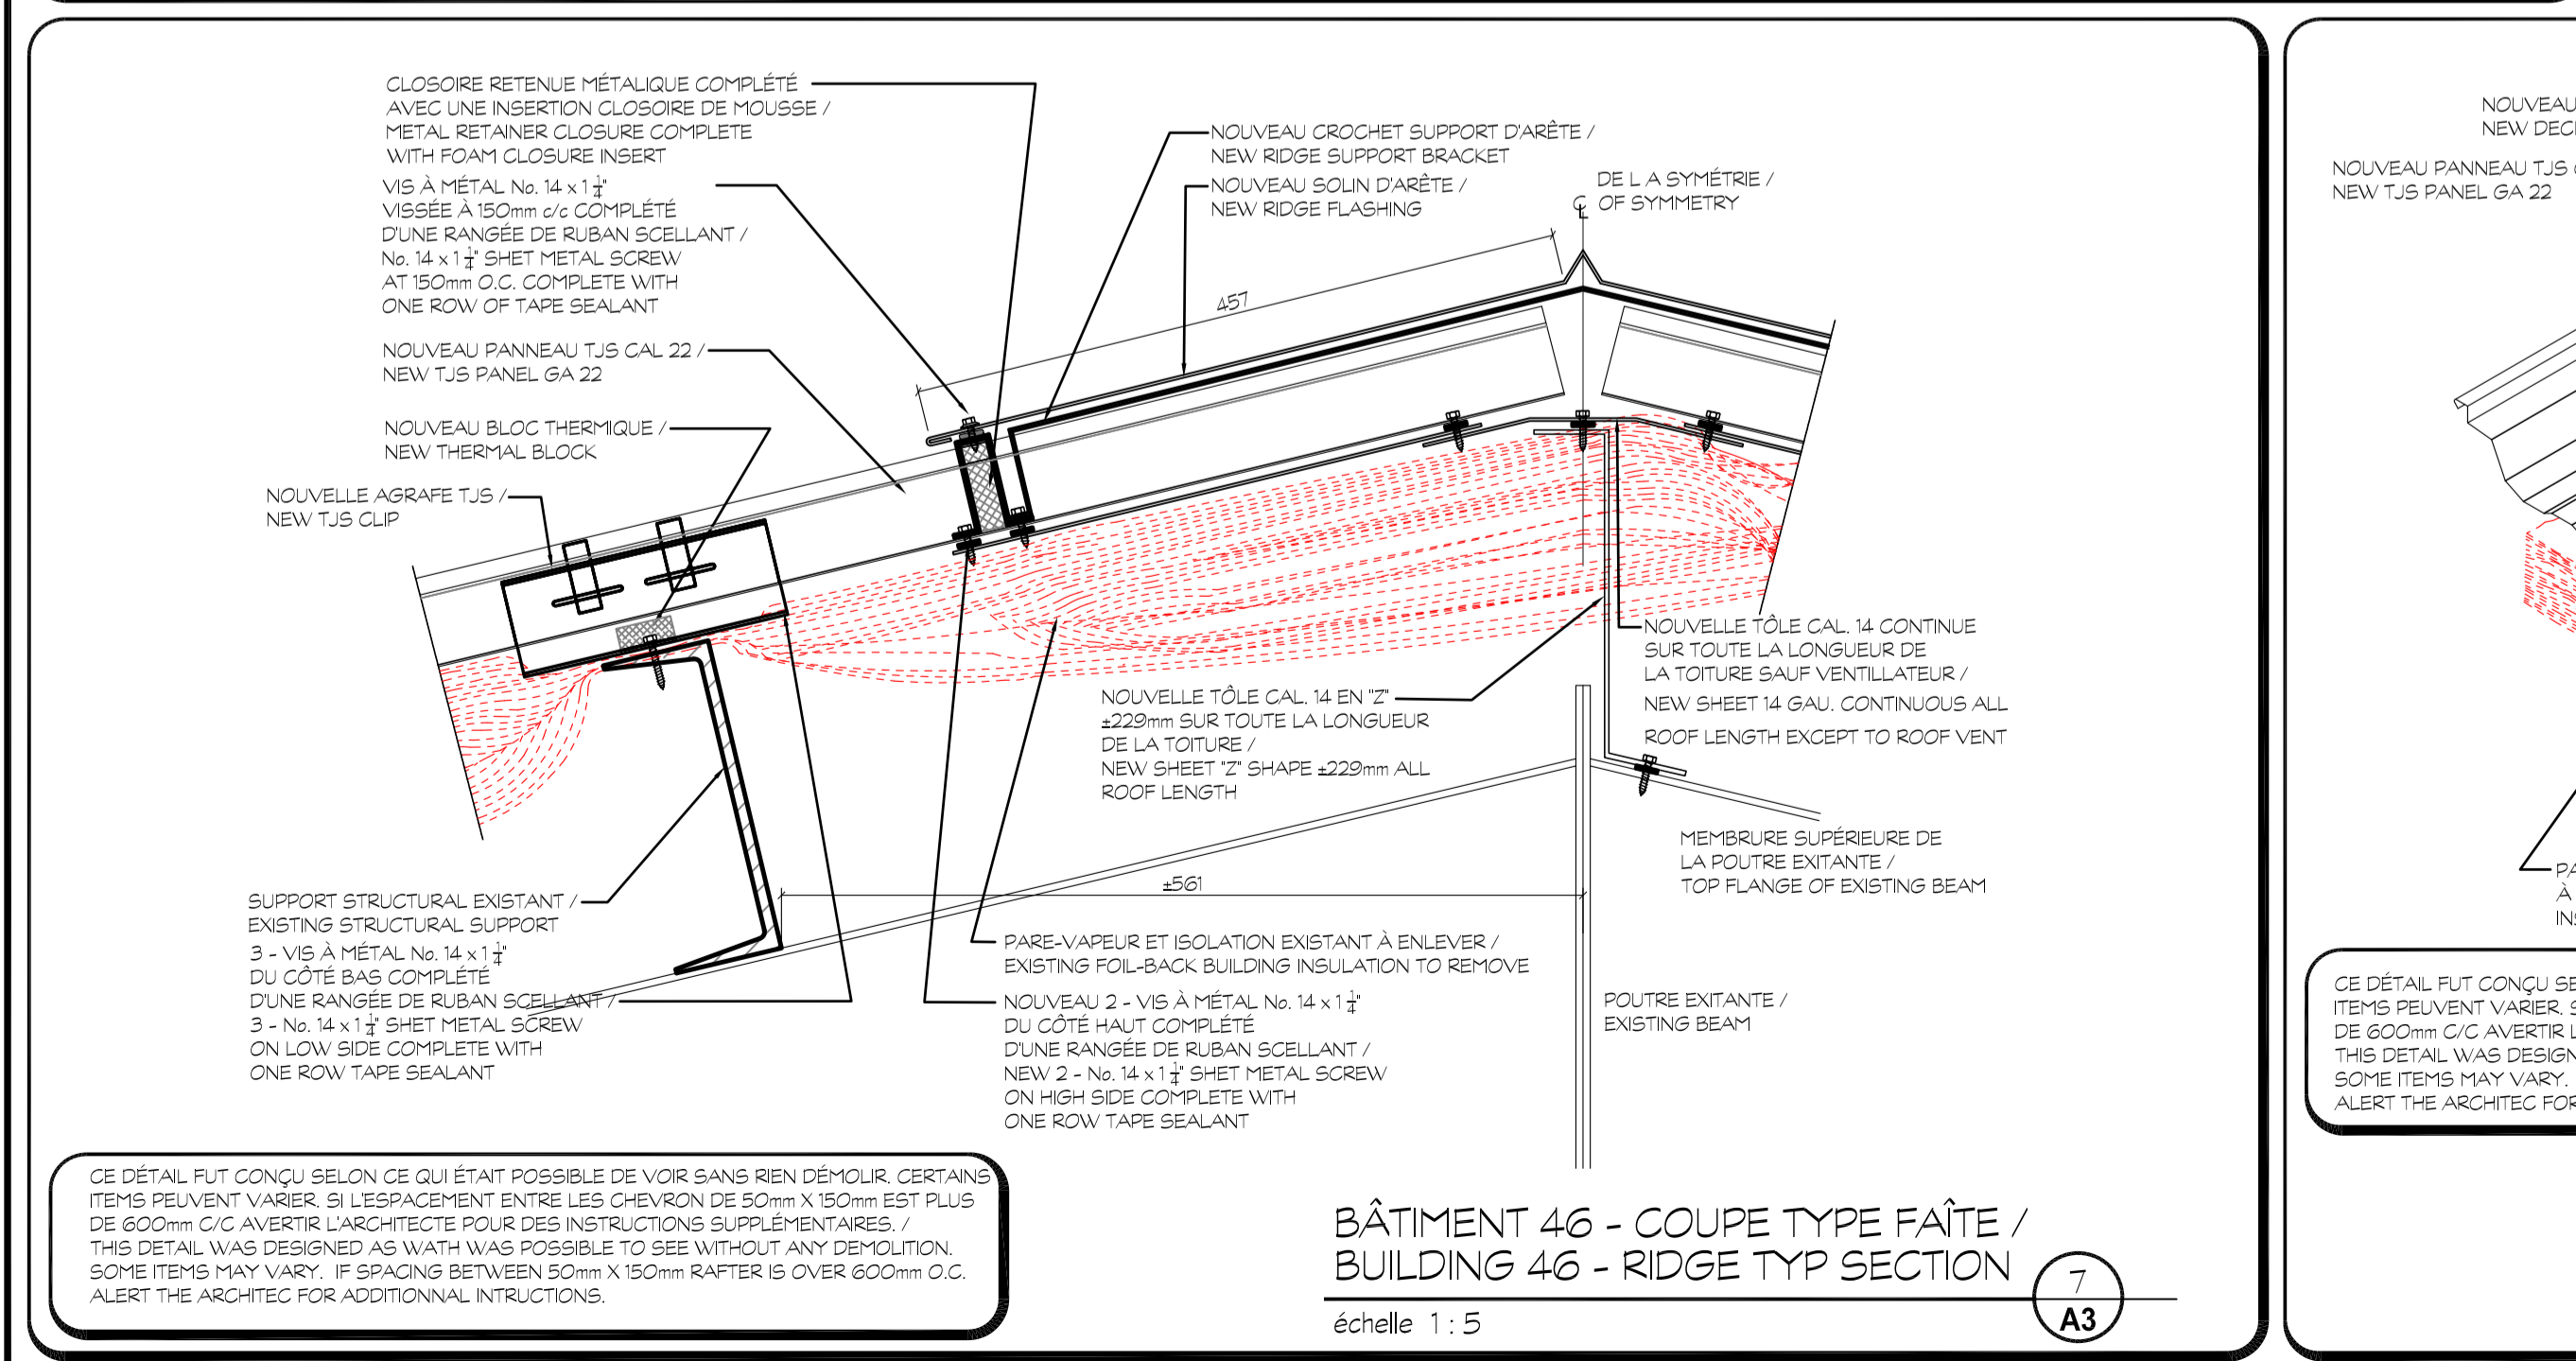 CLOSOIRE RETENUE MÉTALIQUE COMPLÉTÉ
AVEC UNE INSERTION CLOSOIRE DE MOUSSE /
METAL RETAINER CLOSURE COMPLETE
WITH FOAM CLOSURE INSERT
VIS À MÉTAL No. 14 x 1 1/4"
VISSÉE À 150mm c/c COMPLÉTÉ
D'UNE RANGÉE DE RUBAN SCELLANT /
No. 14 x 1 1/4" SHET METAL SCREW
AT 150mm O.C. COMPLETE WITH
ONE ROW OF TAPE SEALANT
NOUVEAU PANNEAU TJS CAL 22 /
NEW TJS PANEL GA 22
NOUVEAU BLOC THERMIQUE /
NEW THERMAL BLOCK
NOUVELLE AGRAFE TJS /
NEW TJS CLIP
NOUVEAU CROCHET SUPPORT D'ARÊTE /
NEW RIDGE SUPPORT BRACKET
NOUVEAU SOLIN D'ARÊTE /
NEW RIDGE FLASHING
DE L A SYMÉTRIE /
℄ OF SYMMETRY
457
NOUVELLE TÔLE CAL. 14 CONTINUE
SUR TOUTE LA LONGUEUR DE
LA TOITURE SAUF VENTILLATEUR /
NEW SHEET 14 GAU. CONTINUOUS ALL
ROOF LENGTH EXCEPT TO ROOF VENT
NOUVELLE TÔLE CAL. 14 EN "Z"
±229mm SUR TOUTE LA LONGUEUR
DE LA TOITURE /
NEW SHEET "Z" SHAPE ±229mm ALL
ROOF LENGTH
MEMBRURE SUPÉRIEURE DE
LA POUTRE EXITANTE /
TOP FLANGE OF EXISTING BEAM
±561
SUPPORT STRUCTURAL EXISTANT /
EXISTING STRUCTURAL SUPPORT
3 - VIS À MÉTAL No. 14 x 1 1/4"
DU CÔTÉ BAS COMPLÉTÉ
D'UNE RANGÉE DE RUBAN SCELLANT /
3 - No. 14 x 1 1/4" SHET METAL SCREW
ON LOW SIDE COMPLETE WITH
ONE ROW TAPE SEALANT
PARE-VAPEUR ET ISOLATION EXISTANT À ENLEVER /
EXISTING FOIL-BACK BUILDING INSULATION TO REMOVE
NOUVEAU 2 - VIS À MÉTAL No. 14 x 1 1/4"
DU CÔTÉ HAUT COMPLÉTÉ
D'UNE RANGÉE DE RUBAN SCELLANT /
NEW 2 - No. 14 x 1 1/4" SHET METAL SCREW
ON HIGH SIDE COMPLETE WITH
ONE ROW TAPE SEALANT
POUTRE EXITANTE /
EXISTING BEAM
CE DÉTAIL FUT CONÇU SELON CE QUI ÉTAIT POSSIBLE DE VOIR SANS RIEN DÉMOLIR. CERTAINS
ITEMS PEUVENT VARIER. SI L'ESPACEMENT ENTRE LES CHEVRON DE 50mm X 150mm EST PLUS
DE 600mm C/C AVERTIR L'ARCHITECTE POUR DES INSTRUCTIONS SUPPLÉMENTAIRES. /
THIS DETAIL WAS DESIGNED AS WATH WAS POSSIBLE TO SEE WITHOUT ANY DEMOLITION.
SOME ITEMS MAY VARY. IF SPACING BETWEEN 50mm X 150mm RAFTER IS OVER 600mm O.C.
ALERT THE ARCHITEC FOR ADDITIONNAL INTRUCTIONS.
BÂTIMENT 46 - COUPE TYPE FAÎTE /
BUILDING 46 - RIDGE TYP SECTION
échelle 1 : 5
7
A3
NOUVEAU
NEW
NOUVEAU PANNEAU TJS
NEW TJS PANEL GA 22
À
CE DÉTAIL FUT CONÇU
ITEMS PEUVENT VARIER.
DE 600mm C/C AVERTIR
THIS DETAIL WAS
SOME ITEMS MAY VARY.
ALERT THE ARCHITEC